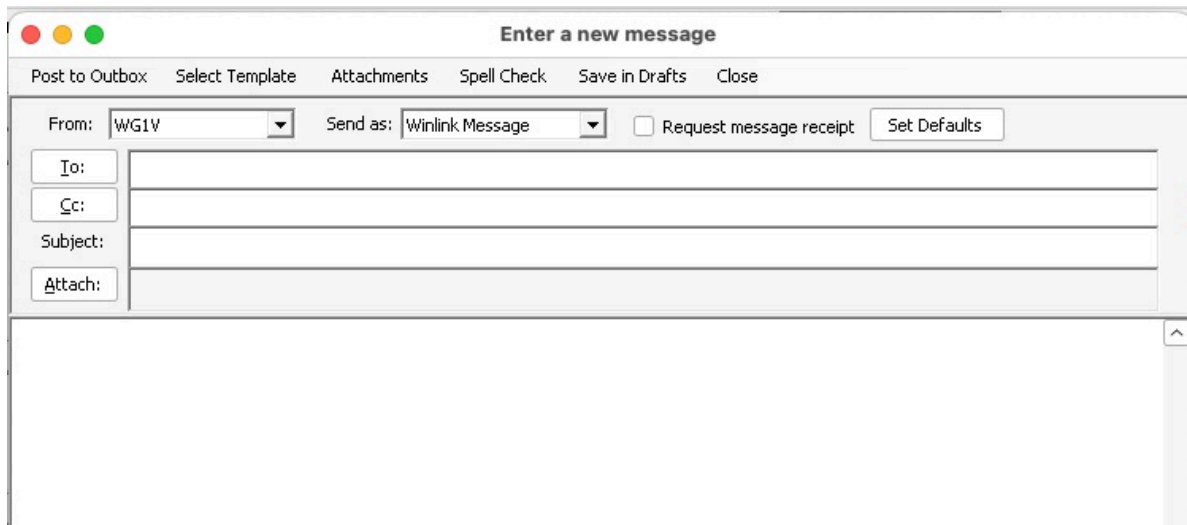 Enter a new message
Post to Outbox Select Template Attachments Spell Check Save in Drafts Close
From: WG1V Send as: Winlink Message Request message receipt Set Defaults
To:
Cc:
Subject:
Attach: